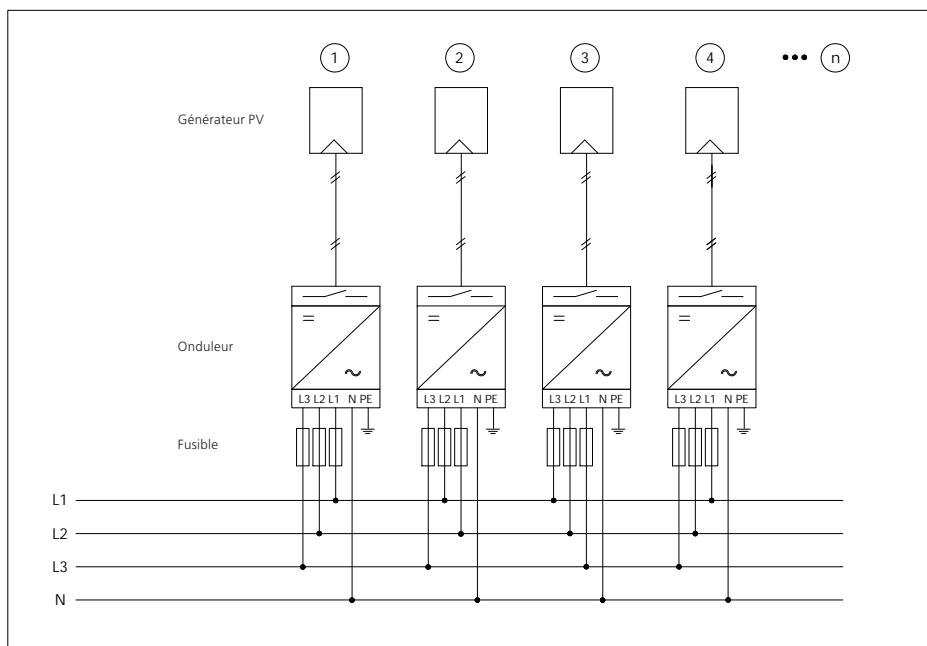 1 2 3 4 ••• n
Générateur PV
Onduleur
L3 L2 L1 N PE L3 L2 L1 N PE L3 L2 L1 N PE L3 L2 L1 N PE
Fusible
L1
L2
L3
N